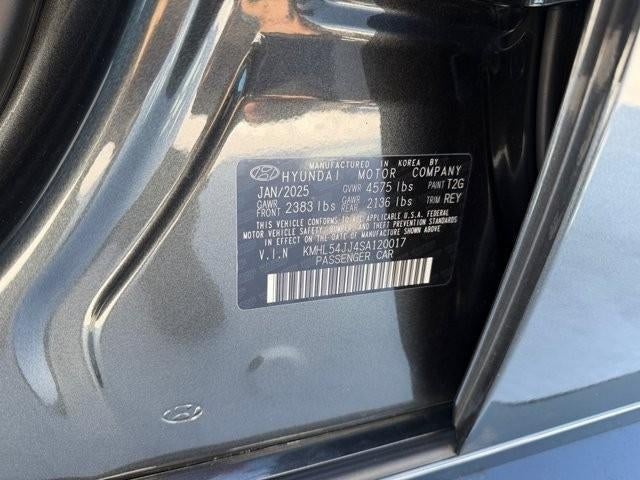 MANUFACTURED IN KOREA BY
HYUNDAI MOTOR COMPANY
JAN/2025 GVWR 4575 lbs PAINT T2G
GAWR FRONT 2383 lbs GAWR REAR 2136 lbs TRIM REY
THIS VEHICLE CONFORMS TO ALL APPLICABLE U.S.A. FEDERAL
MOTOR VEHICLE SAFETY, BUMPER, AND THEFT PREVENTION STANDARDS
IN EFFECT ON THE DATE OF MANUFACTURE SHOWN ABOVE.
V.I.N KMHL54JJ4SA120017
PASSENGER CAR